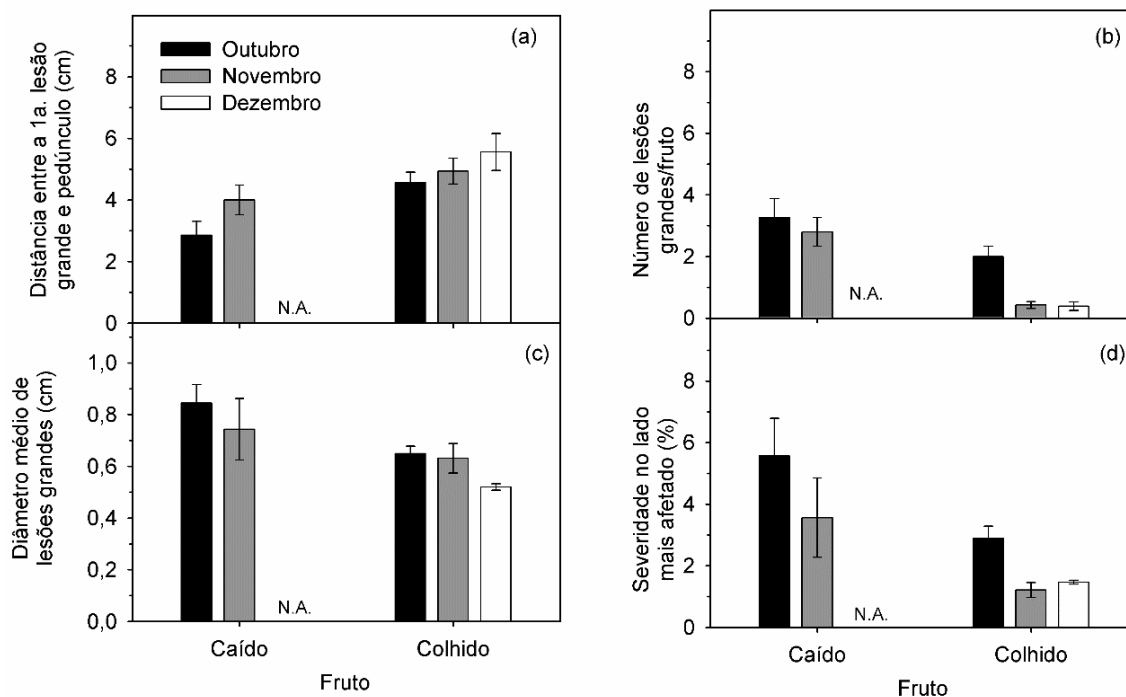 Distância entre a 1a. lesão
grande e pedúnculo (cm)
8
6
4
2
0
(a)
Outubro
Novembro
Dezembro
N.A.
Número de lesões
grandes/fruto
8
6
4
2
0
(b)
N.A.
Diâmetro médio de
lesões grandes (cm)
1,0
0,8
0,6
0,4
0,2
0,0
(c)
N.A.
Caído
Colhido
Fruto
Severidade no lado
mais afetado (%)
8
6
4
2
0
(d)
N.A.
Caído
Colhido
Fruto